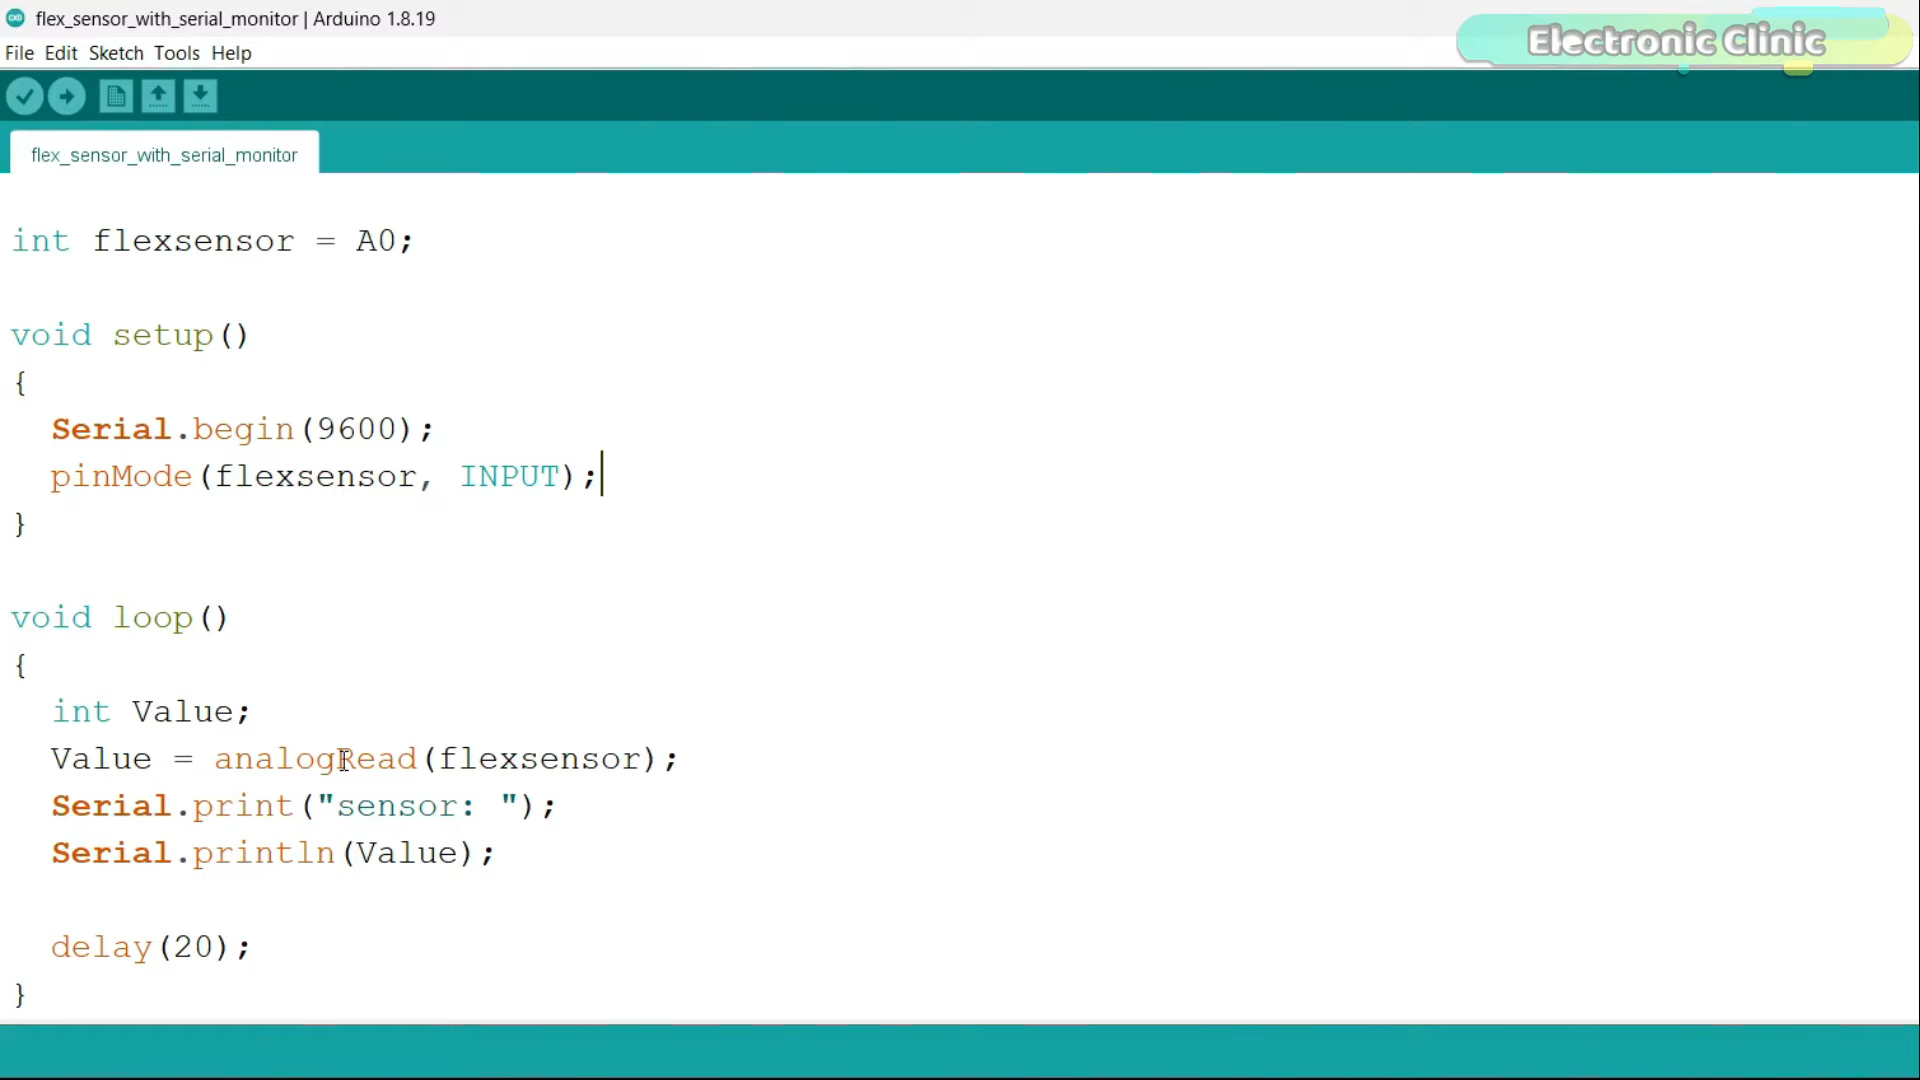 flex_sensor_with_serial_monitor | Arduino 1.8.19
Electronic Clinic
File Edit Sketch Tools Help
flex_sensor_with_serial_monitor
int flexsensor = A0;
void setup()
{
Serial.begin(9600);
pinMode(flexsensor, INPUT);
}
void loop()
{
int Value;
Value = analogRead(flexsensor);
Serial.print("sensor: ");
Serial.println(Value);
delay(20);
}